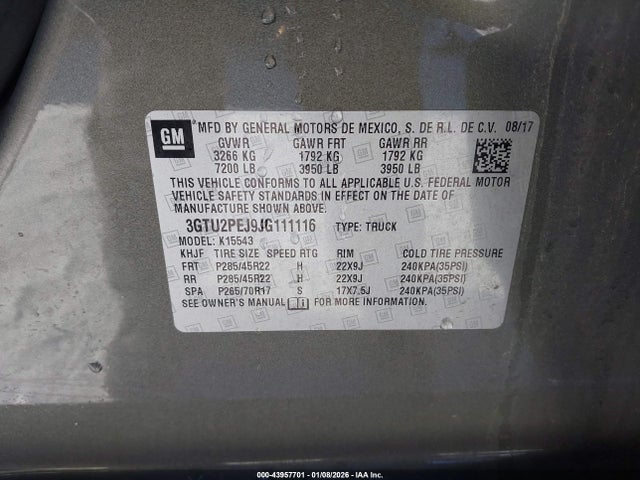 GM
MFD BY GENERAL MOTORS DE MEXICO, S. DE R.L. DE C.V. 08/17
GVWR GAWR FRT GAWR RR
3266 KG 1792 KG 1792 KG
7200 LB 3950 LB 3950 LB
THIS VEHICLE CONFORMS TO ALL APPLICABLE U.S. FEDERAL MOTOR
VEHICLE SAFETY STANDARDS IN EFFECT ON THE DATE OF
MANUFACTURE SHOWN ABOVE.
3GTU2PEJ9JG111116 TYPE: TRUCK
MODEL: K15543
KHJF TIRE SIZE SPEED RTG RIM COLD TIRE PRESSURE
FRT P285/45R22 H 22X9J 240KPA(35PSI)
RR P285/45R22 H 22X9J 240KPA(35PSI)
SPA P265/70R17 S 17X7.5J 240KPA(35PSI)
SEE OWNER'S MANUAL FOR MORE INFORMATION.
000-43957701 - 01/08/2026 - IAA Inc.